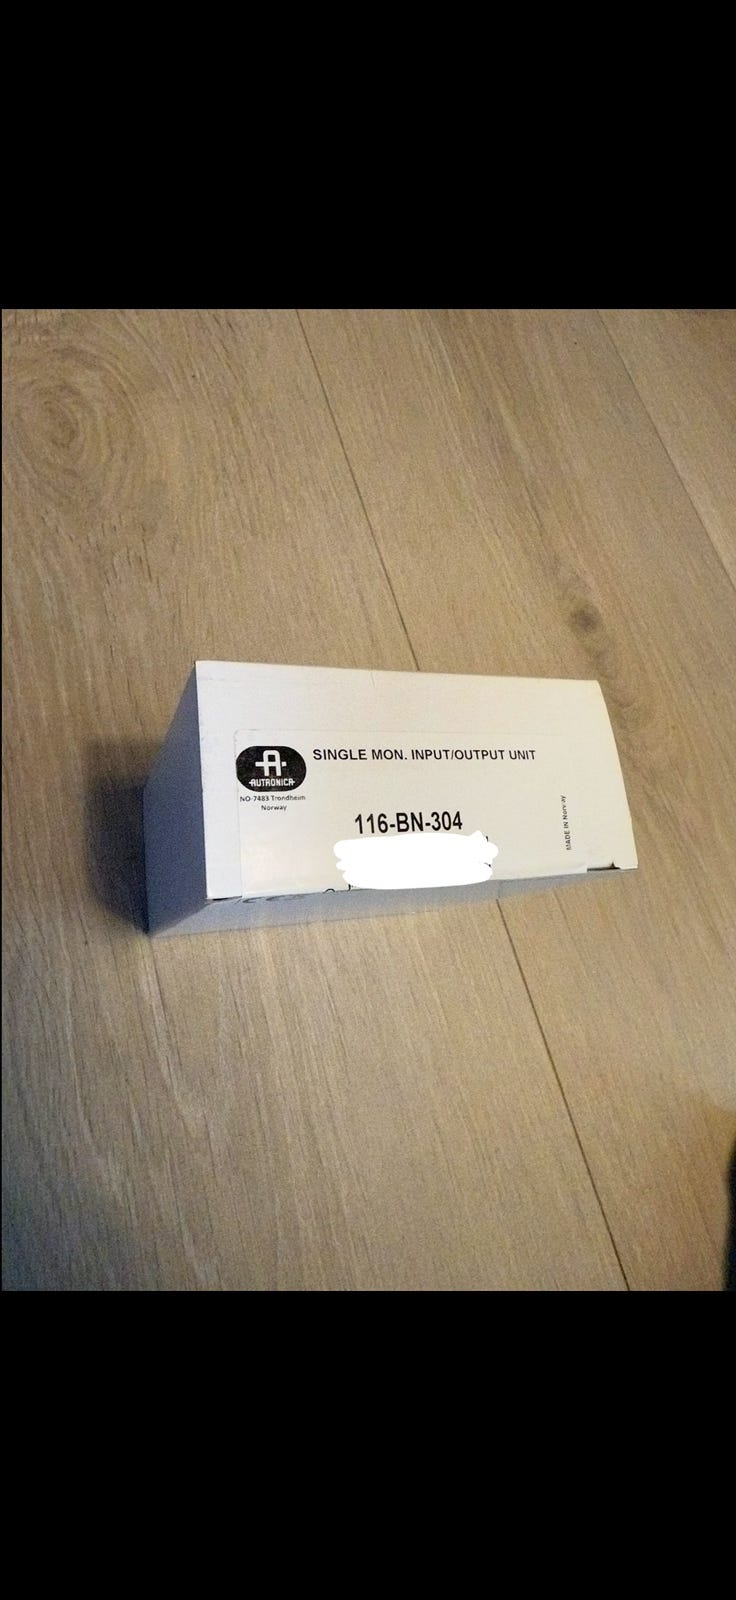 SINGLE MON. INPUT/OUTPUT UNIT
AUTRONICA
NO-7483 Trondheim
Norway
116-BN-304
MADE IN Norway